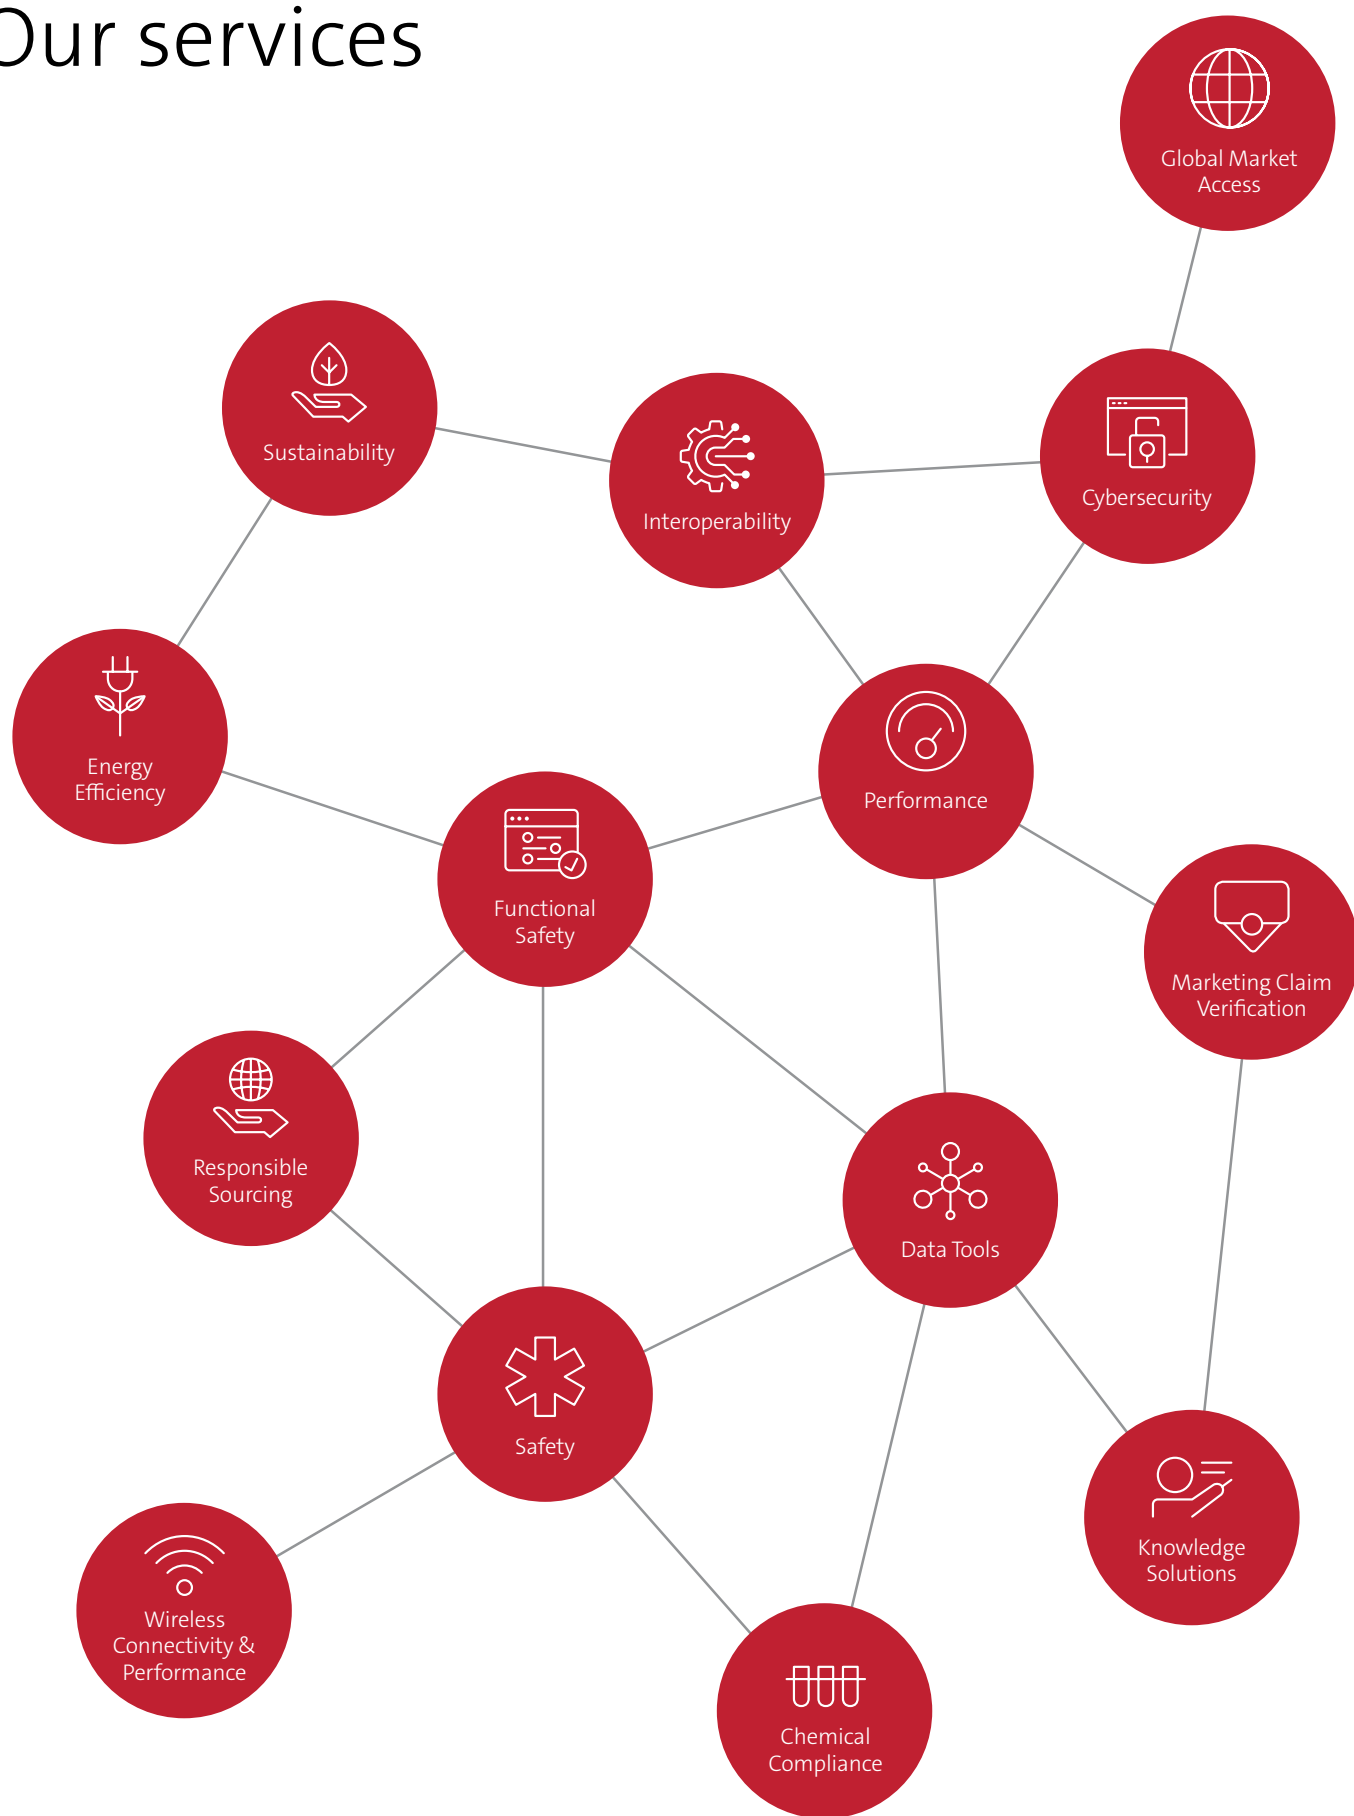 Our services
Global Market
Access
Sustainability
Interoperability
Cybersecurity
Energy
Efficiency
Performance
Functional
Safety
Marketing Claim
Verification
Responsible
Sourcing
Data Tools
Safety
Knowledge
Solutions
Wireless
Connectivity &
Performance
Chemical
Compliance